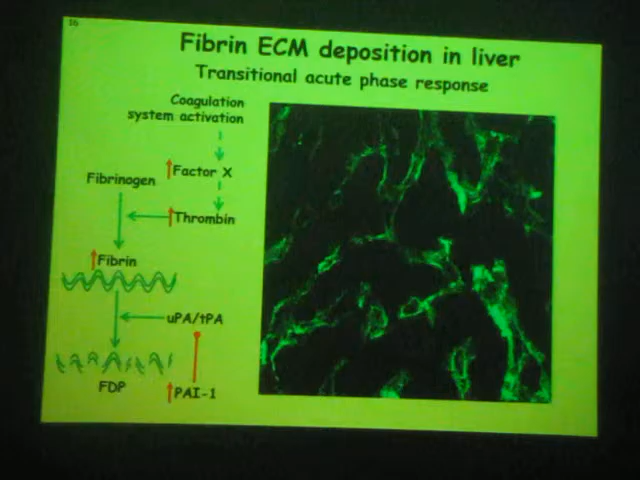 16
Fibrin ECM deposition in liver
Transitional acute phase response
Coagulation
system activation
Factor X
Fibrinogen
Thrombin
Fibrin
uPA/tPA
FDP
PAI-1